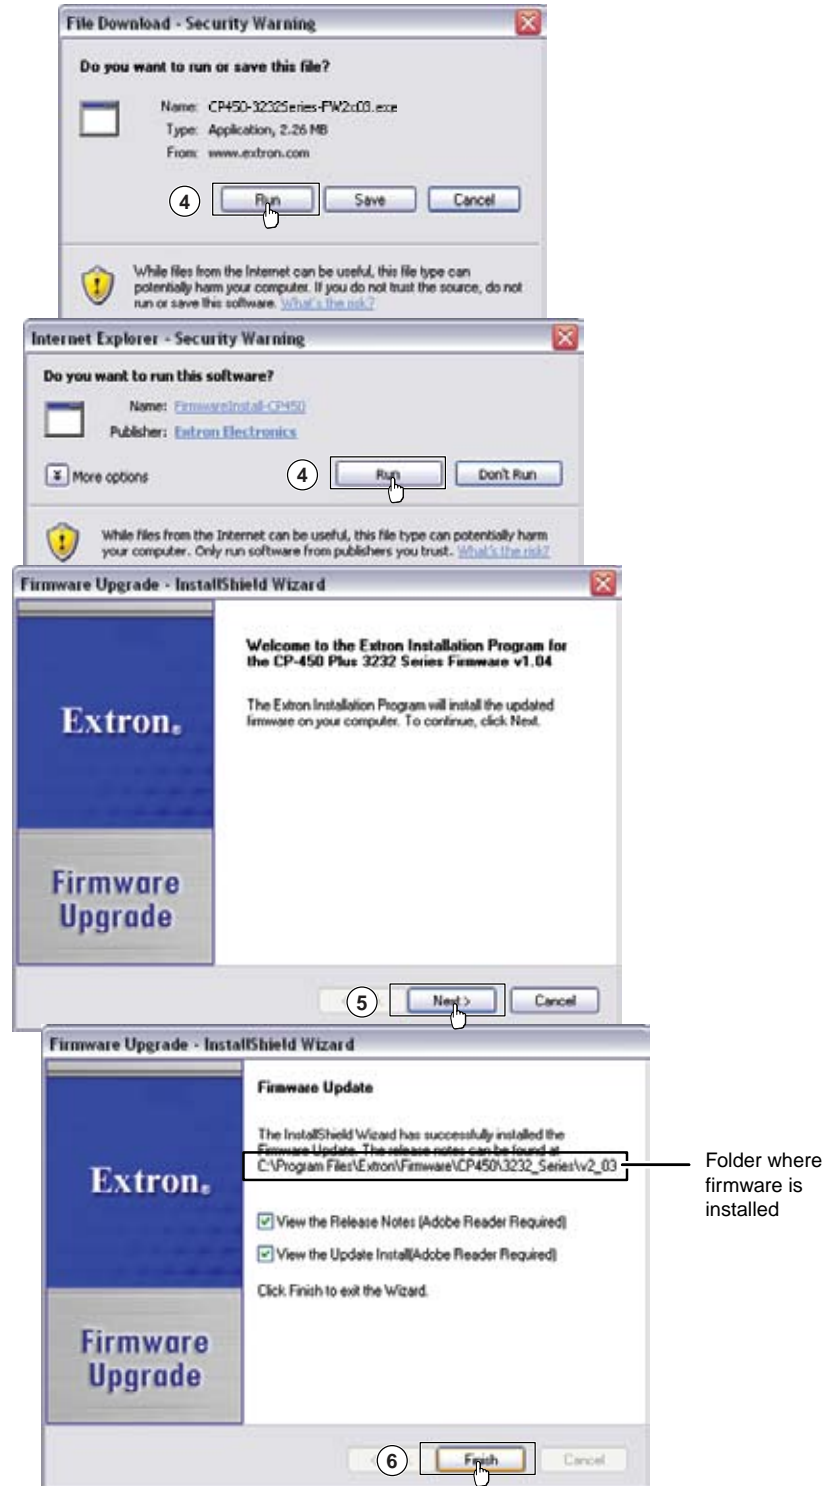 File Download - Security Warning
Do you want to run or save this file?
Name: CP450-3232Series-FW2x03.exe
Type: Application, 2.26 MB
From: www.extron.com
4
Run
Save
Cancel
While files from the Internet can be useful, this file type can
potentially harm your computer. If you do not trust the source, do not
run or save this software. What's the risk?
Internet Explorer - Security Warning
Do you want to run this software?
Name: FirmwareInstall-CP450
Publisher: Extron Electronics
More options
4
Run
Don't Run
While files from the Internet can be useful, this file type can potentially harm
your computer. Only run software from publishers you trust. What's the risk?
Firmware Upgrade - InstallShield Wizard
Welcome to the Extron Installation Program for
the CP-450 Plus 3232 Series Firmware v1.04
The Extron Installation Program will install the updated
firmware on your computer. To continue, click Next.
Extron®
Firmware
Upgrade
5
Next >
Cancel
Firmware Upgrade - InstallShield Wizard
Firmware Update
The InstallShield Wizard has successfully installed the
Firmware Update. The release notes can be found at
C:\Program Files\Extron\Firmware\CP450\3232_Series\v2_03
Folder where
firmware is
installed
Extron®
View the Release Notes (Adobe Reader Required)
View the Update Install(Adobe Reader Required)
Click Finish to exit the Wizard.
Firmware
Upgrade
6
Finish
Cancel